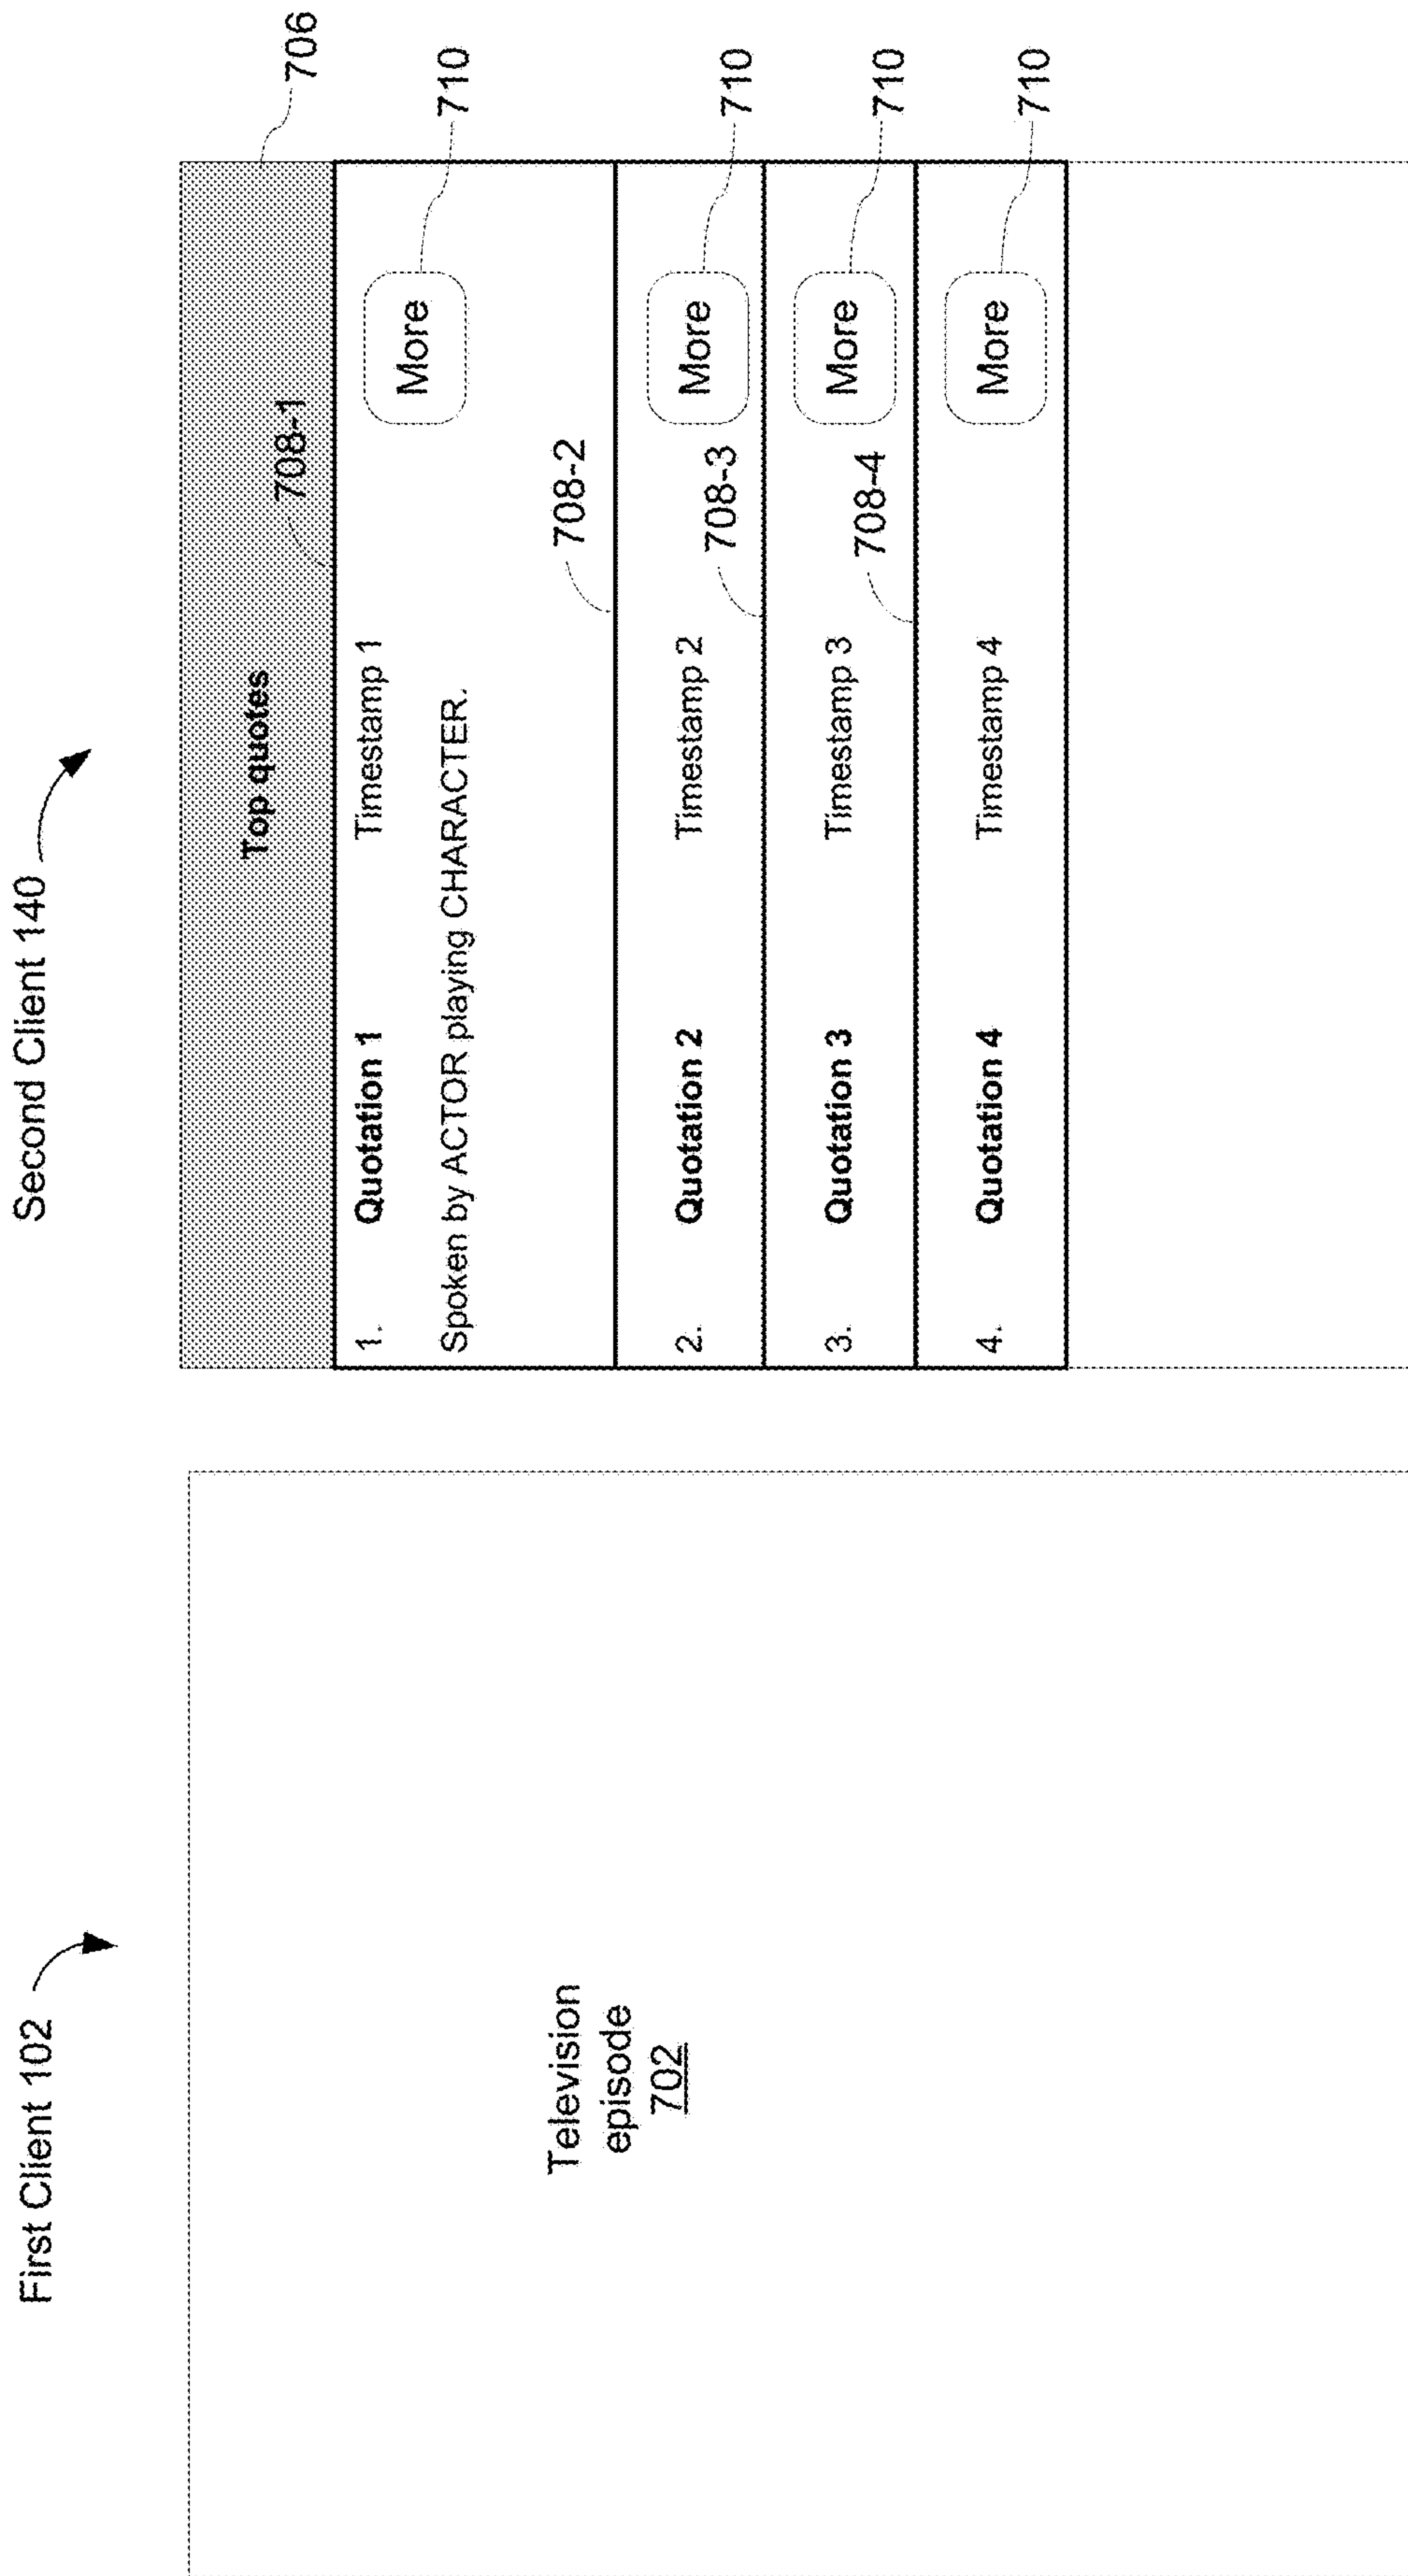 First Client 102
Television
episode
702
Second Client 140
706
Top quotes
708-1
1. Quotation 1 Timestamp 1
More
710
Spoken by ACTOR playing CHARACTER.
708-2
2. Quotation 2 Timestamp 2 More
710
708-3
3. Quotation 3 Timestamp 3 More
710
708-4
4. Quotation 4 Timestamp 4 More
710